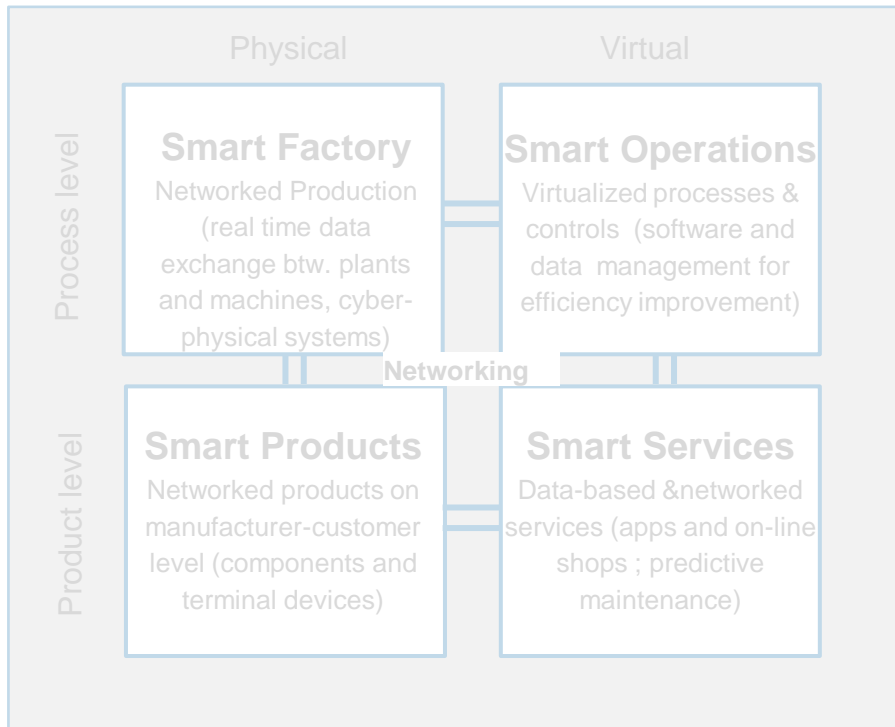 Physical
Virtual
Process level
Smart Factory
Networked Production
(real time data
exchange btw. plants
and machines, cyber-
physical systems)
Smart Operations
Virtualized processes &
controls (software and
data management for
efficiency improvement)
Networking
Product level
Smart Products
Networked products on
manufacturer-customer
level (components and
terminal devices)
Smart Services
Data-based &networked
services (apps and on-line
shops ; predictive
maintenance)